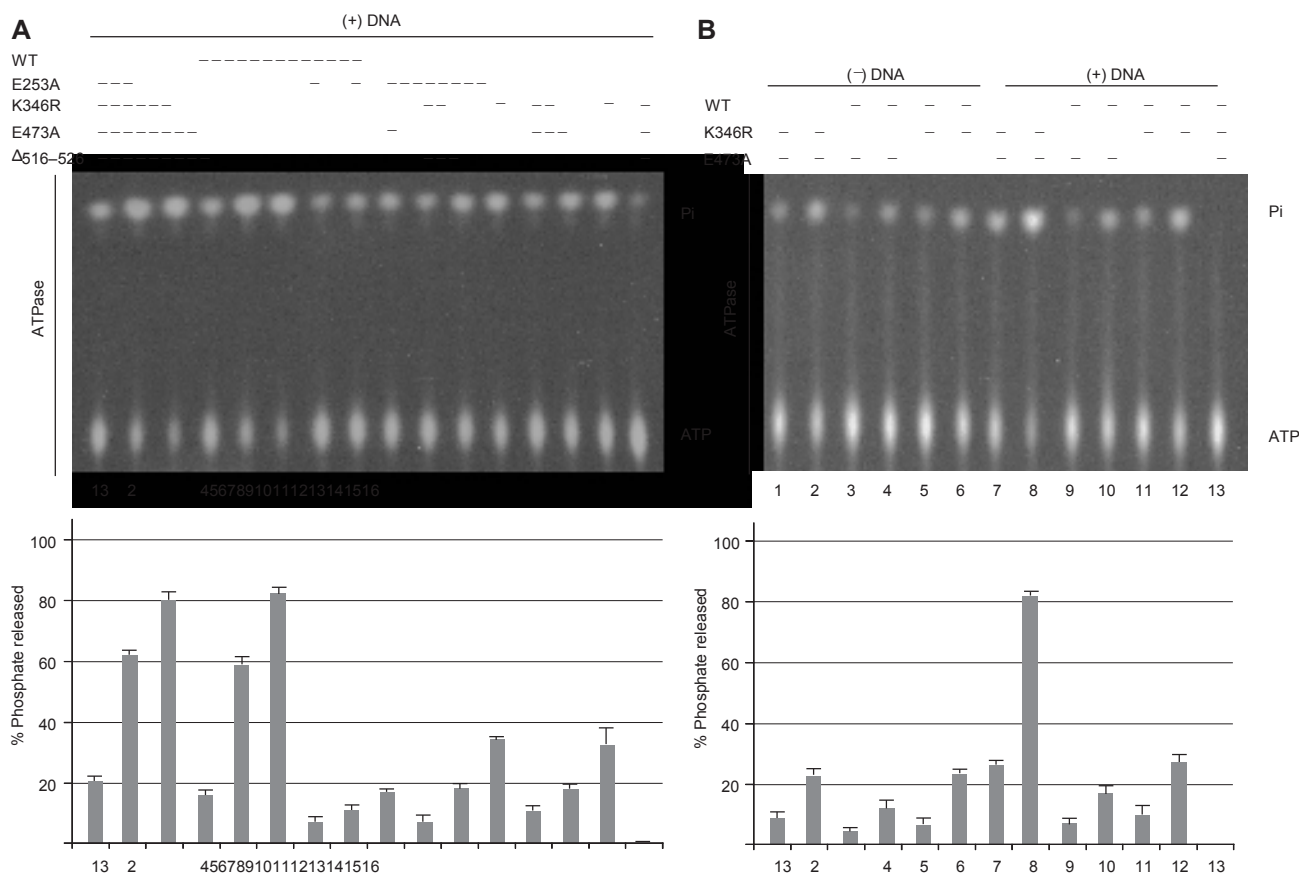 A
(+) DNA
WT – – – – – – – – – – – – –
E253A – – – – – – – – – – – – –
K346R – – – – – – – – – – – – –
E473A – – – – – – – – – – – – –
Δ516–526
ATPase
Pi
ATP
13 2 45678910111213141516
% Phosphate released
100
80
60
40
20
13 2 45678910111213141516
B
(–) DNA (+) DNA
WT – – – – – – – –
K346R – – – – – – – – –
E473A – – – – – – – – –
ATPase
Pi
ATP
1 2 3 4 5 6 7 8 9 10 11 12 13
% Phosphate released
100
80
60
40
20
13 2 4 5 6 7 8 9 10 11 12 13